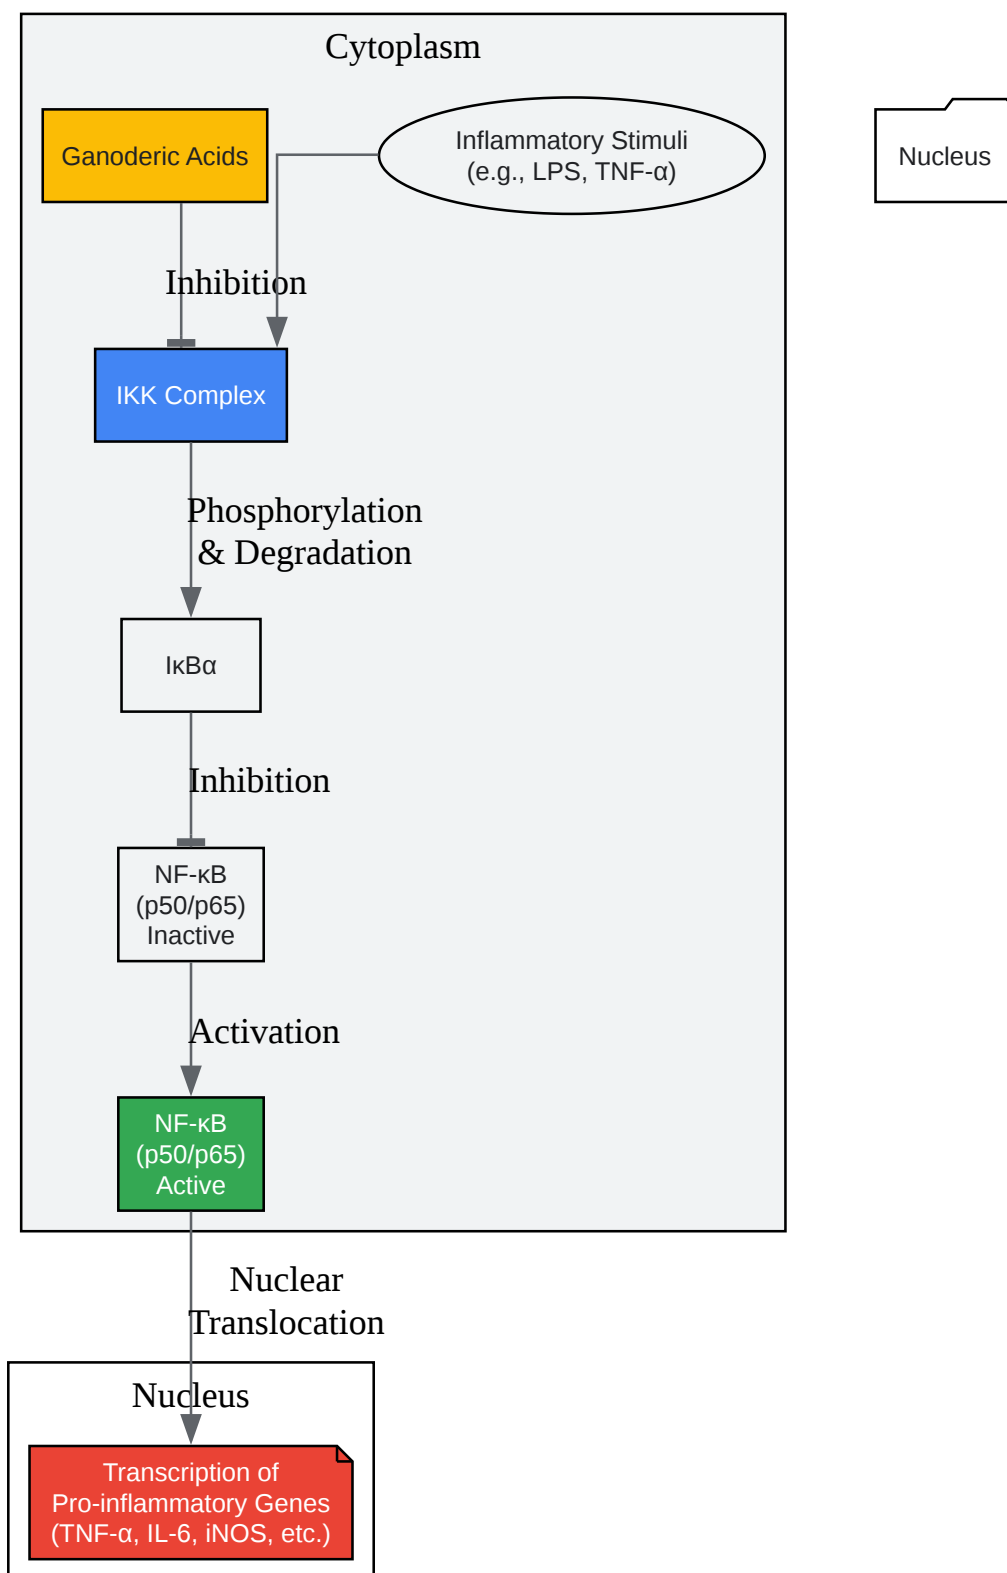 Cytoplasm
Ganoderic Acids
Inflammatory Stimuli
(e.g., LPS, TNF-α)
Nucleus
Inhibition
IKK Complex
Phosphorylation
& Degradation
IκBα
Inhibition
NF-κB
(p50/p65)
Inactive
Activation
NF-κB
(p50/p65)
Active
Nuclear
Translocation
Nucleus
Transcription of
Pro-inflammatory Genes
(TNF-α, IL-6, iNOS, etc.)